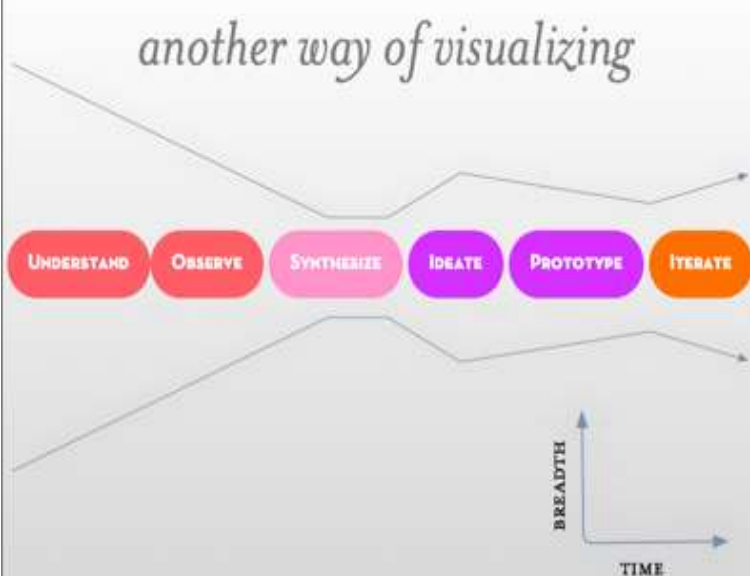 another way of visualizing
UNDERSTAND OBSERVE SYNTHESIZE IDEATE PROTOTYPE ITERATE
BREADTH
TIME